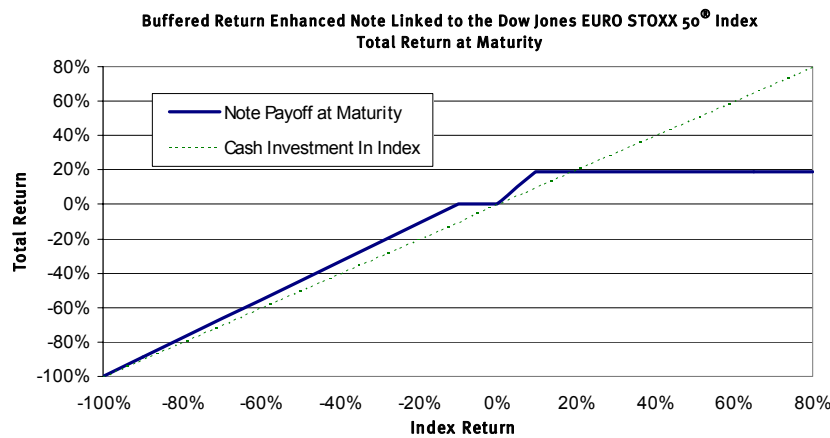 Buffered Return Enhanced Note Linked to the Dow Jones EURO STOXX 50® Index
Total Return at Maturity
80%
60%
40%
20%
0%
-20%
-40%
-60%
-80%
-100%
Total Return
Note Payoff at Maturity
Cash Investment In Index
-100% -80% -60% -40% -20% 0% 20% 40% 60% 80%
Index Return